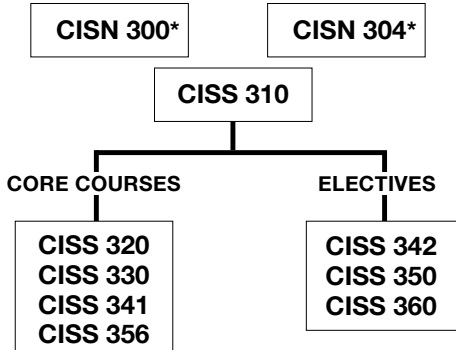 CISN 300*
CISN 304*
CISS 310
CORE COURSES
ELECTIVES
CISS 320
CISS 330
CISS 341
CISS 356
CISS 342
CISS 350
CISS 360